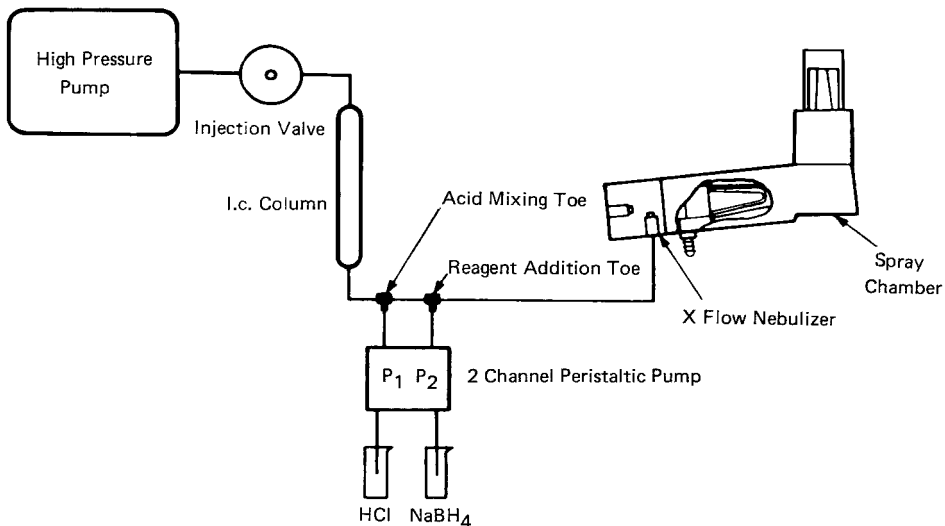 High Pressure
Pump
Injection Valve
I.c. Column
Acid Mixing Toe
Reagent Addition Toe
Spray
Chamber
X Flow Nebulizer
P1 P2
2 Channel Peristaltic Pump
HCl NaBH4